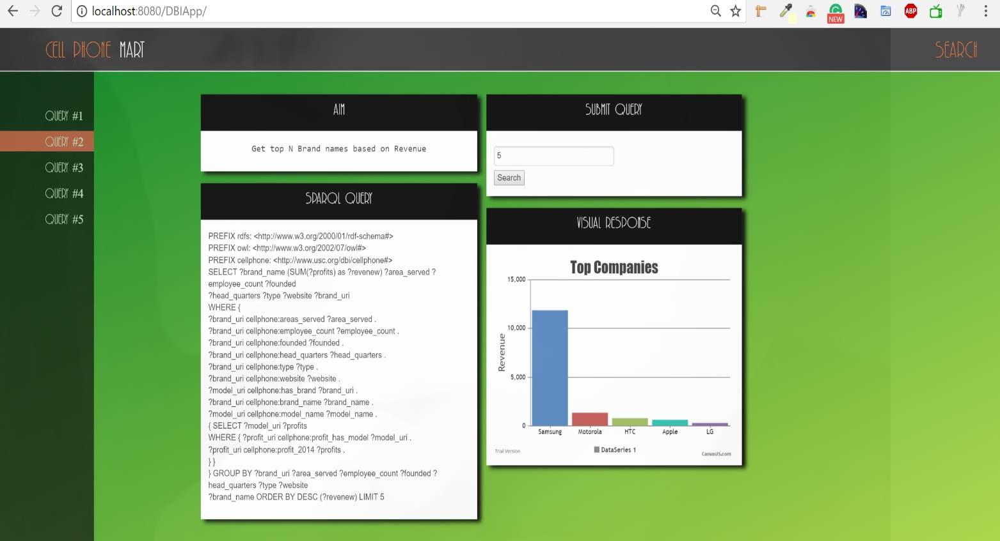 localhost:8080/DBIApp/
NEW
ABP
CELL PHONE MART
SEARCH
QUERY #1
QUERY #2
QUERY #3
QUERY #4
QUERY #5
AIM
Get top N Brand names based on Revenue
SPARQL QUERY
PREFIX rdfs: <http://www.w3.org/2000/01/rdf-schema#>
PREFIX owl: <http://www.w3.org/2002/07/owl#>
PREFIX cellphone: <http://www.usc.org/dbi/cellphone#>
SELECT ?brand_name (SUM(?profits) as ?revenew) ?area_served ?
employee_count ?founded
?head_quarters ?type ?website ?brand_uri
WHERE {
?brand_uri cellphone:areas_served ?area_served .
?brand_uri cellphone:employee_count ?employee_count .
?brand_uri cellphone:founded ?founded .
?brand_uri cellphone:head_quarters ?head_quarters .
?brand_uri cellphone:type ?type .
?brand_uri cellphone:website ?website .
?model_uri cellphone:has_brand ?brand_uri .
?brand_uri cellphone:brand_name ?brand_name .
?model_uri cellphone:model_name ?model_name .
{ SELECT ?model_uri ?profits
WHERE { ?profit_uri cellphone:profit_has_model ?model_uri .
?profit_uri cellphone:profit_2014 ?profits .
} }
} GROUP BY ?brand_uri ?area_served ?employee_count ?founded ?
head_quarters ?type ?website
?brand_name ORDER BY DESC (?revenew) LIMIT 5
SUBMIT QUERY
5
Search
VISUAL RESPONSE
Top Companies
15,000
10,000
5,000
0
Revenue
Samsung
Motorola
HTC
Apple
LG
DataSeries 1
Trial Version
CanvasJS.com